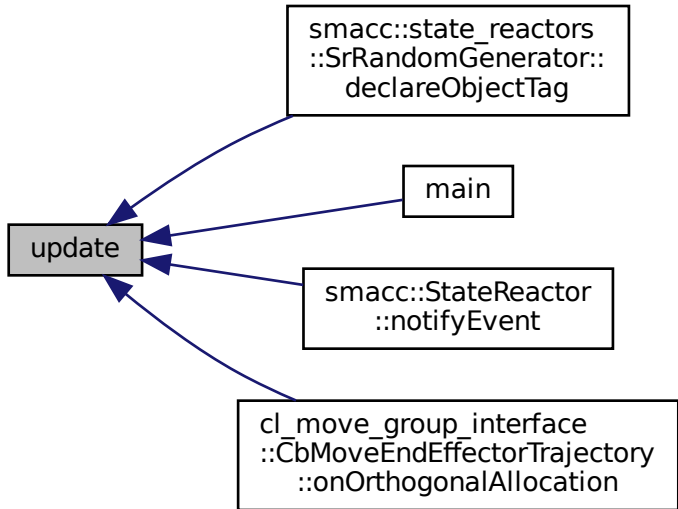 smacc::state_reactors
::SrRandomGenerator::
declareObjectTag
main
update
smacc::StateReactor
::notifyEvent
cl_move_group_interface
::CbMoveEndEffectorTrajectory
::onOrthogonalAllocation